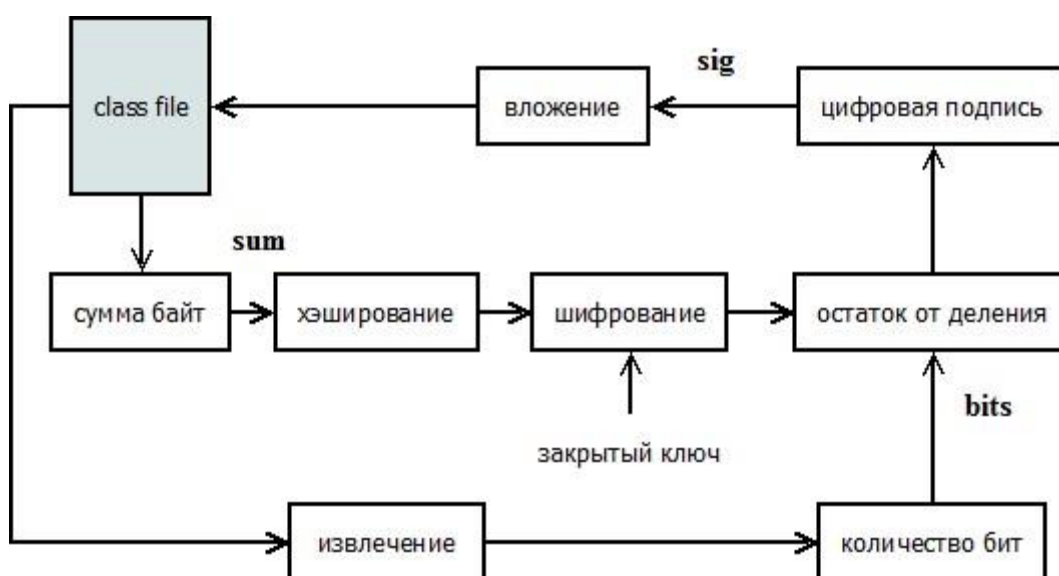 class file
вложение
sig
цифровая подпись
sum
сумма байт
хэширование
шифрование
остаток от деления
bits
закрытый ключ
извлечение
количество бит